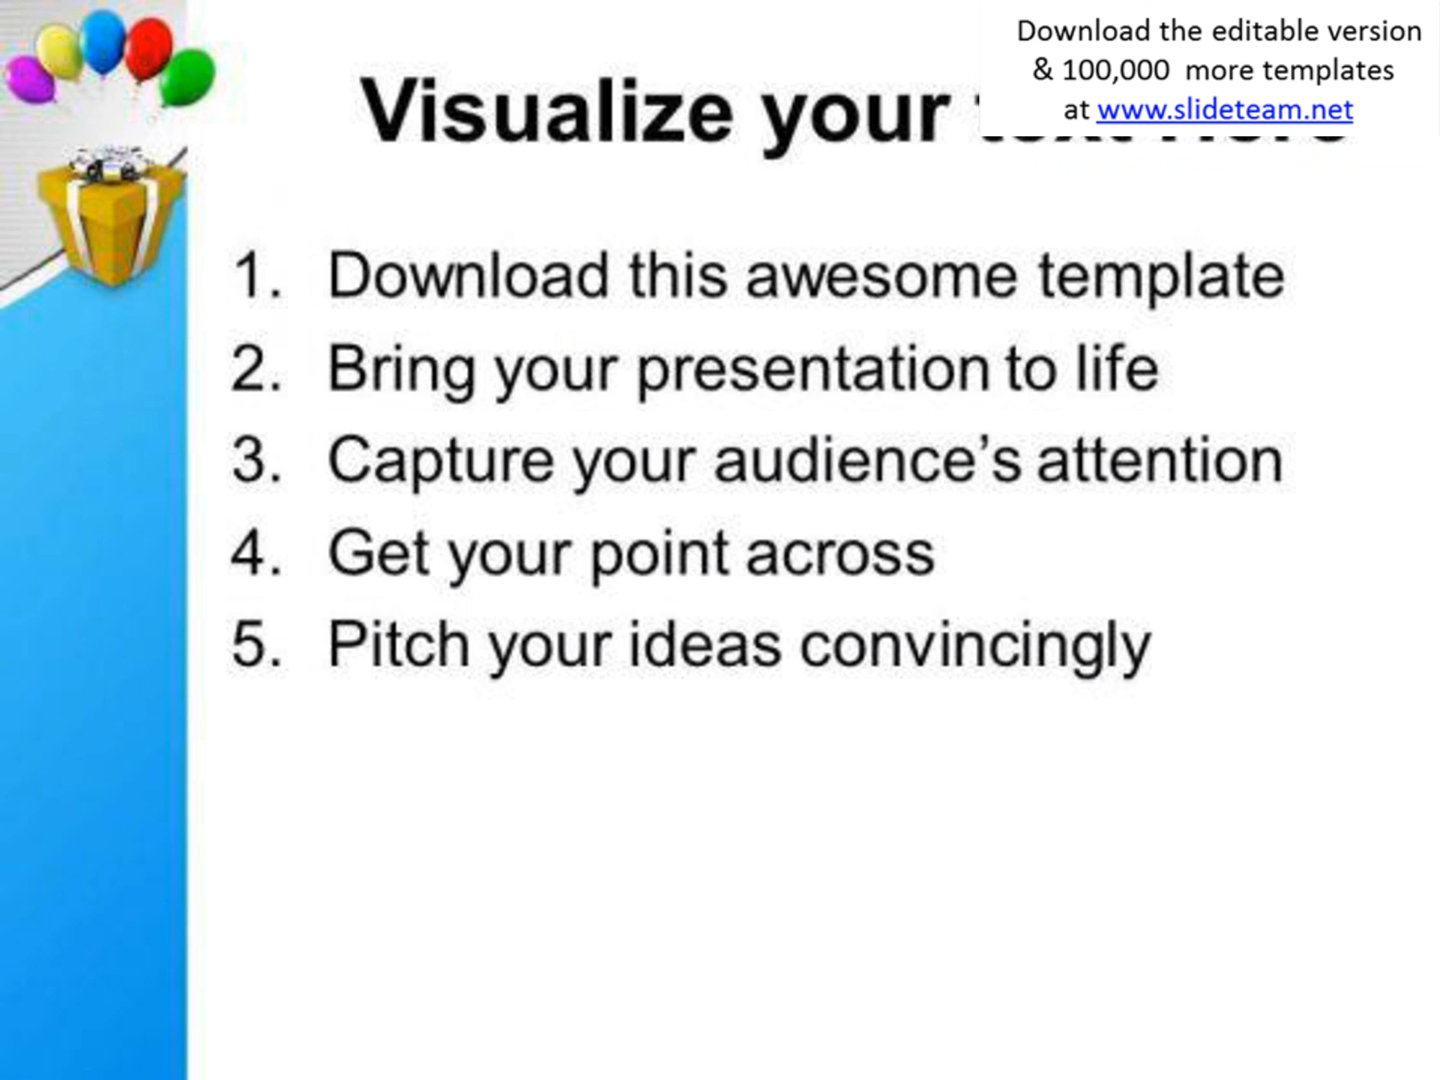 Download the editable version
& 100,000 more templates
at www.slideteam.net
Visualize your
1. Download this awesome template
2. Bring your presentation to life
3. Capture your audience’s attention
4. Get your point across
5. Pitch your ideas convincingly